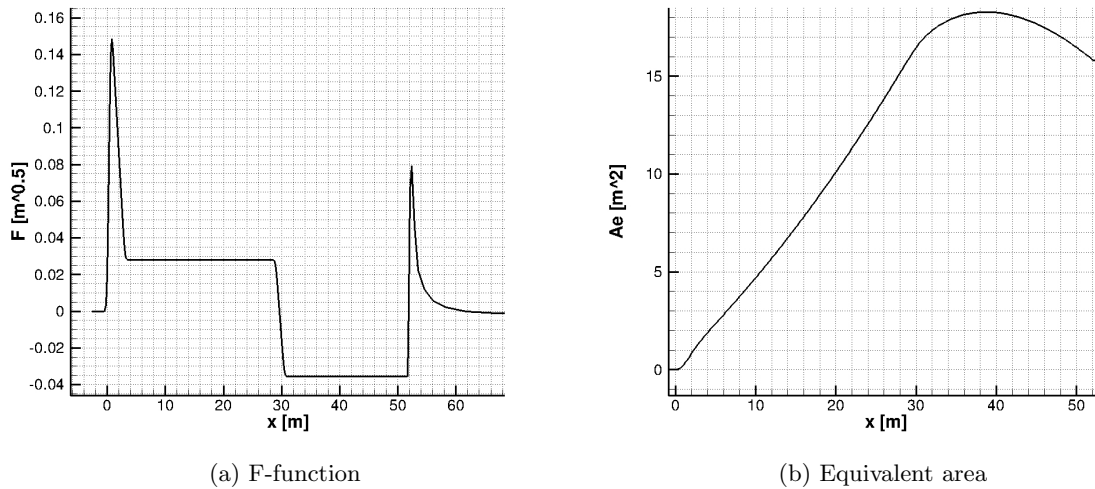 0.16
0.14
0.12
0.1
0.08
0.06
0.04
0.02
0
-0.02
-0.04
F [m^0.5]
0 10 20 30 40 50 60
x [m]
(a) F-function
15
10
5
0
Ae [m^2]
0 10 20 30 40 50
x [m]
(b) Equivalent area